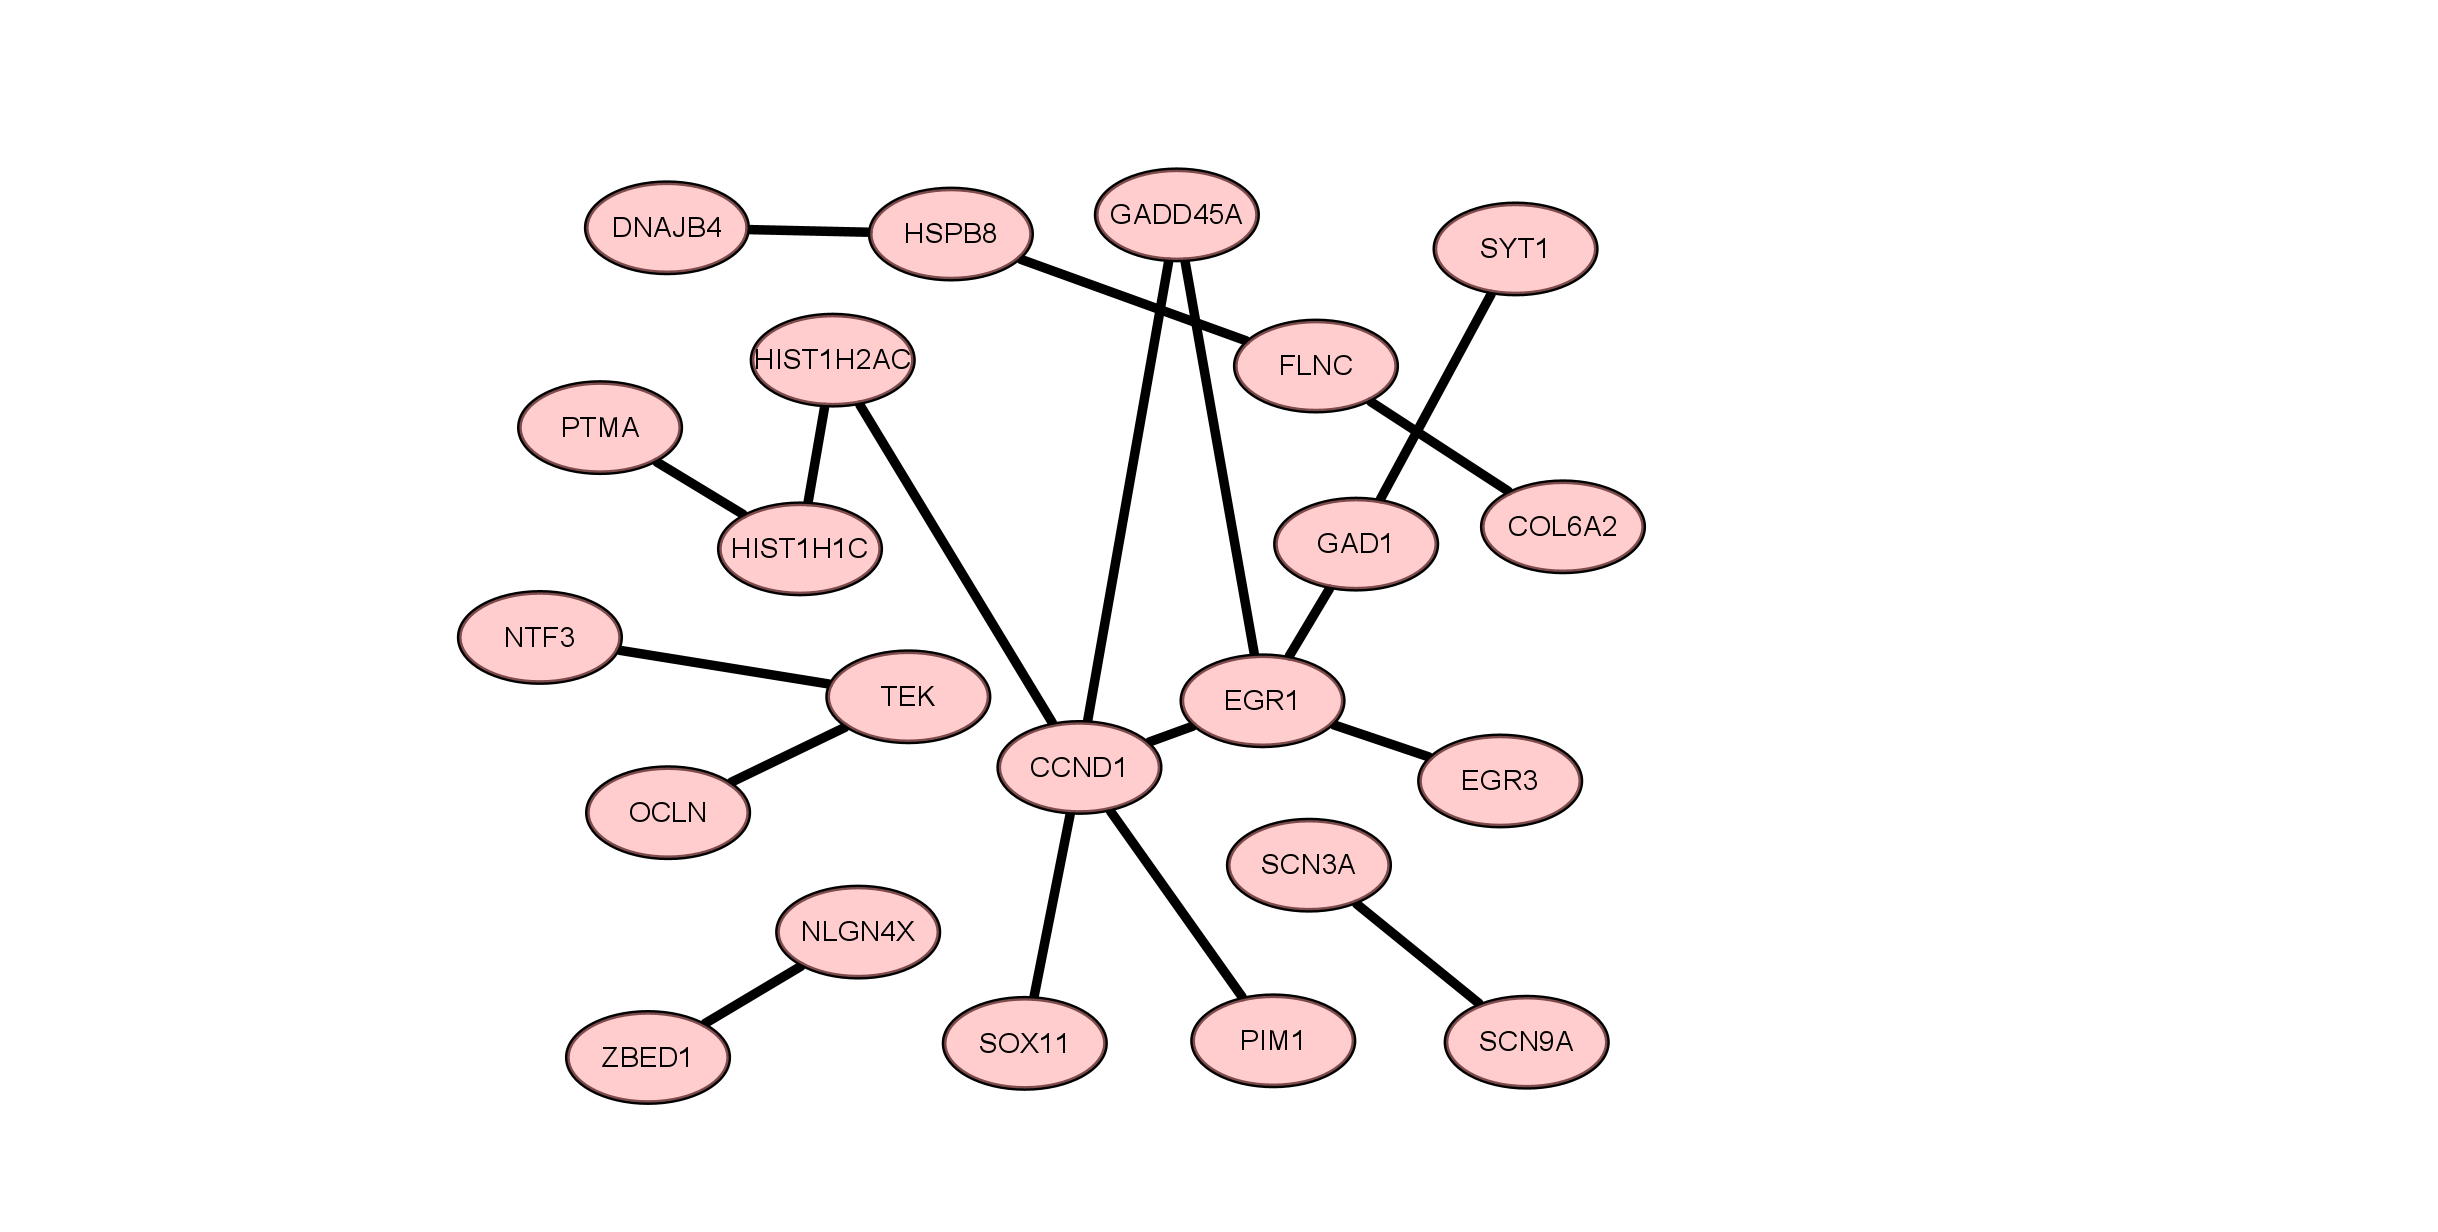 GADD45A
DNAJB4
HSPB8
SYT1
HIST1H2AC
FLNC
PTMA
COL6A2
GAD1
HIST1H1C
NTF3
TEK
EGR1
CCND1
EGR3
OCLN
SCN3A
NLGN4X
PIM1
SCN9A
SOX11
ZBED1